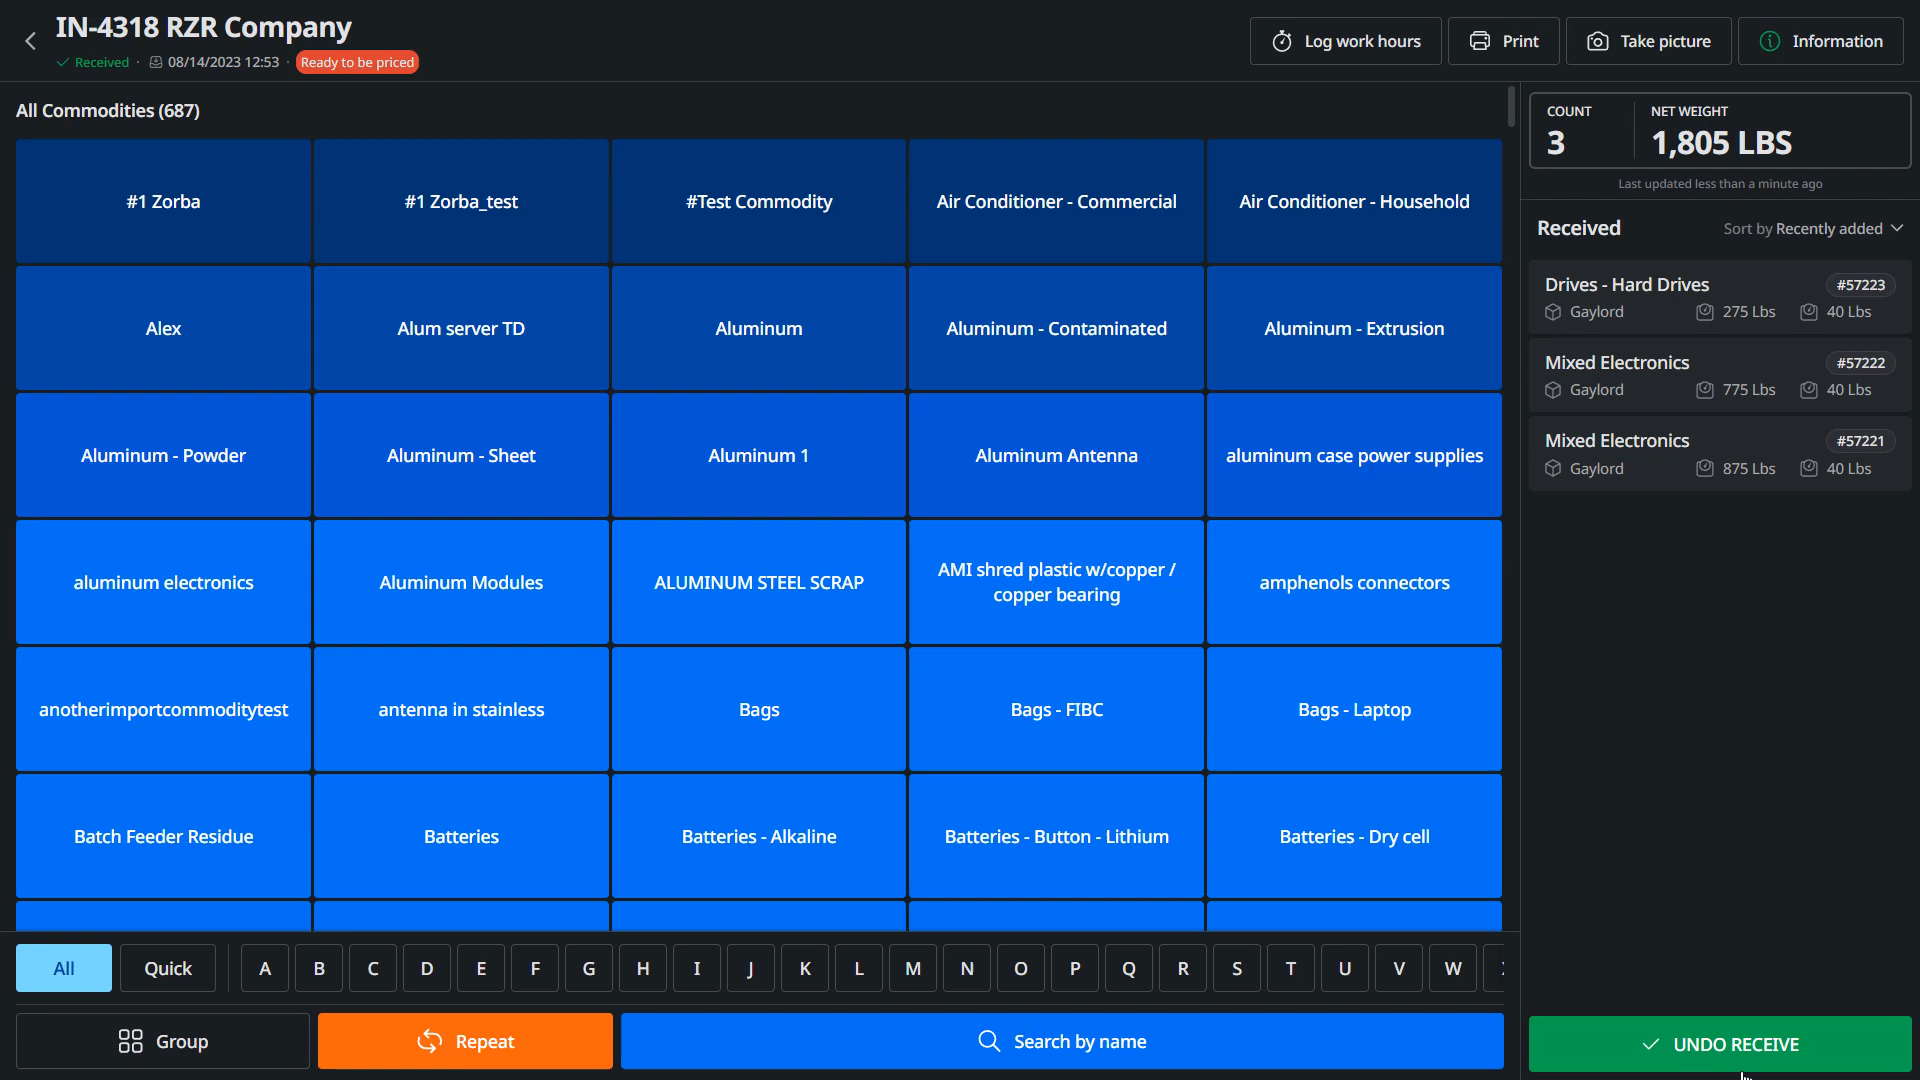 IN-4318 RZR Company
Received · 08/14/2023 12:53 · Ready to be priced
Log work hours
Print
Take picture
Information
All Commodities (687)
#1 Zorba
#1 Zorba_test
#Test Commodity
Air Conditioner - Commercial
Air Conditioner - Household
Alex
Alum server TD
Aluminum
Aluminum - Contaminated
Aluminum - Extrusion
Aluminum - Powder
Aluminum - Sheet
Aluminum 1
Aluminum Antenna
aluminum case power supplies
aluminum electronics
Aluminum Modules
ALUMINUM STEEL SCRAP
AMI shred plastic w/copper /
copper bearing
amphenols connectors
anotherimportcommoditytest
antenna in stainless
Bags
Bags - FIBC
Bags - Laptop
Batch Feeder Residue
Batteries
Batteries - Alkaline
Batteries - Button - Lithium
Batteries - Dry cell
All
Quick
A
B
C
D
E
F
G
H
I
J
K
L
M
N
O
P
Q
R
S
T
U
V
W
Group
Repeat
Search by name
COUNT
3
NET WEIGHT
1,805 LBS
Last updated less than a minute ago
Received
Sort by Recently added
Drives - Hard Drives
#57223
Gaylord
275 Lbs
40 Lbs
Mixed Electronics
#57222
Gaylord
775 Lbs
40 Lbs
Mixed Electronics
#57221
Gaylord
875 Lbs
40 Lbs
UNDO RECEIVE